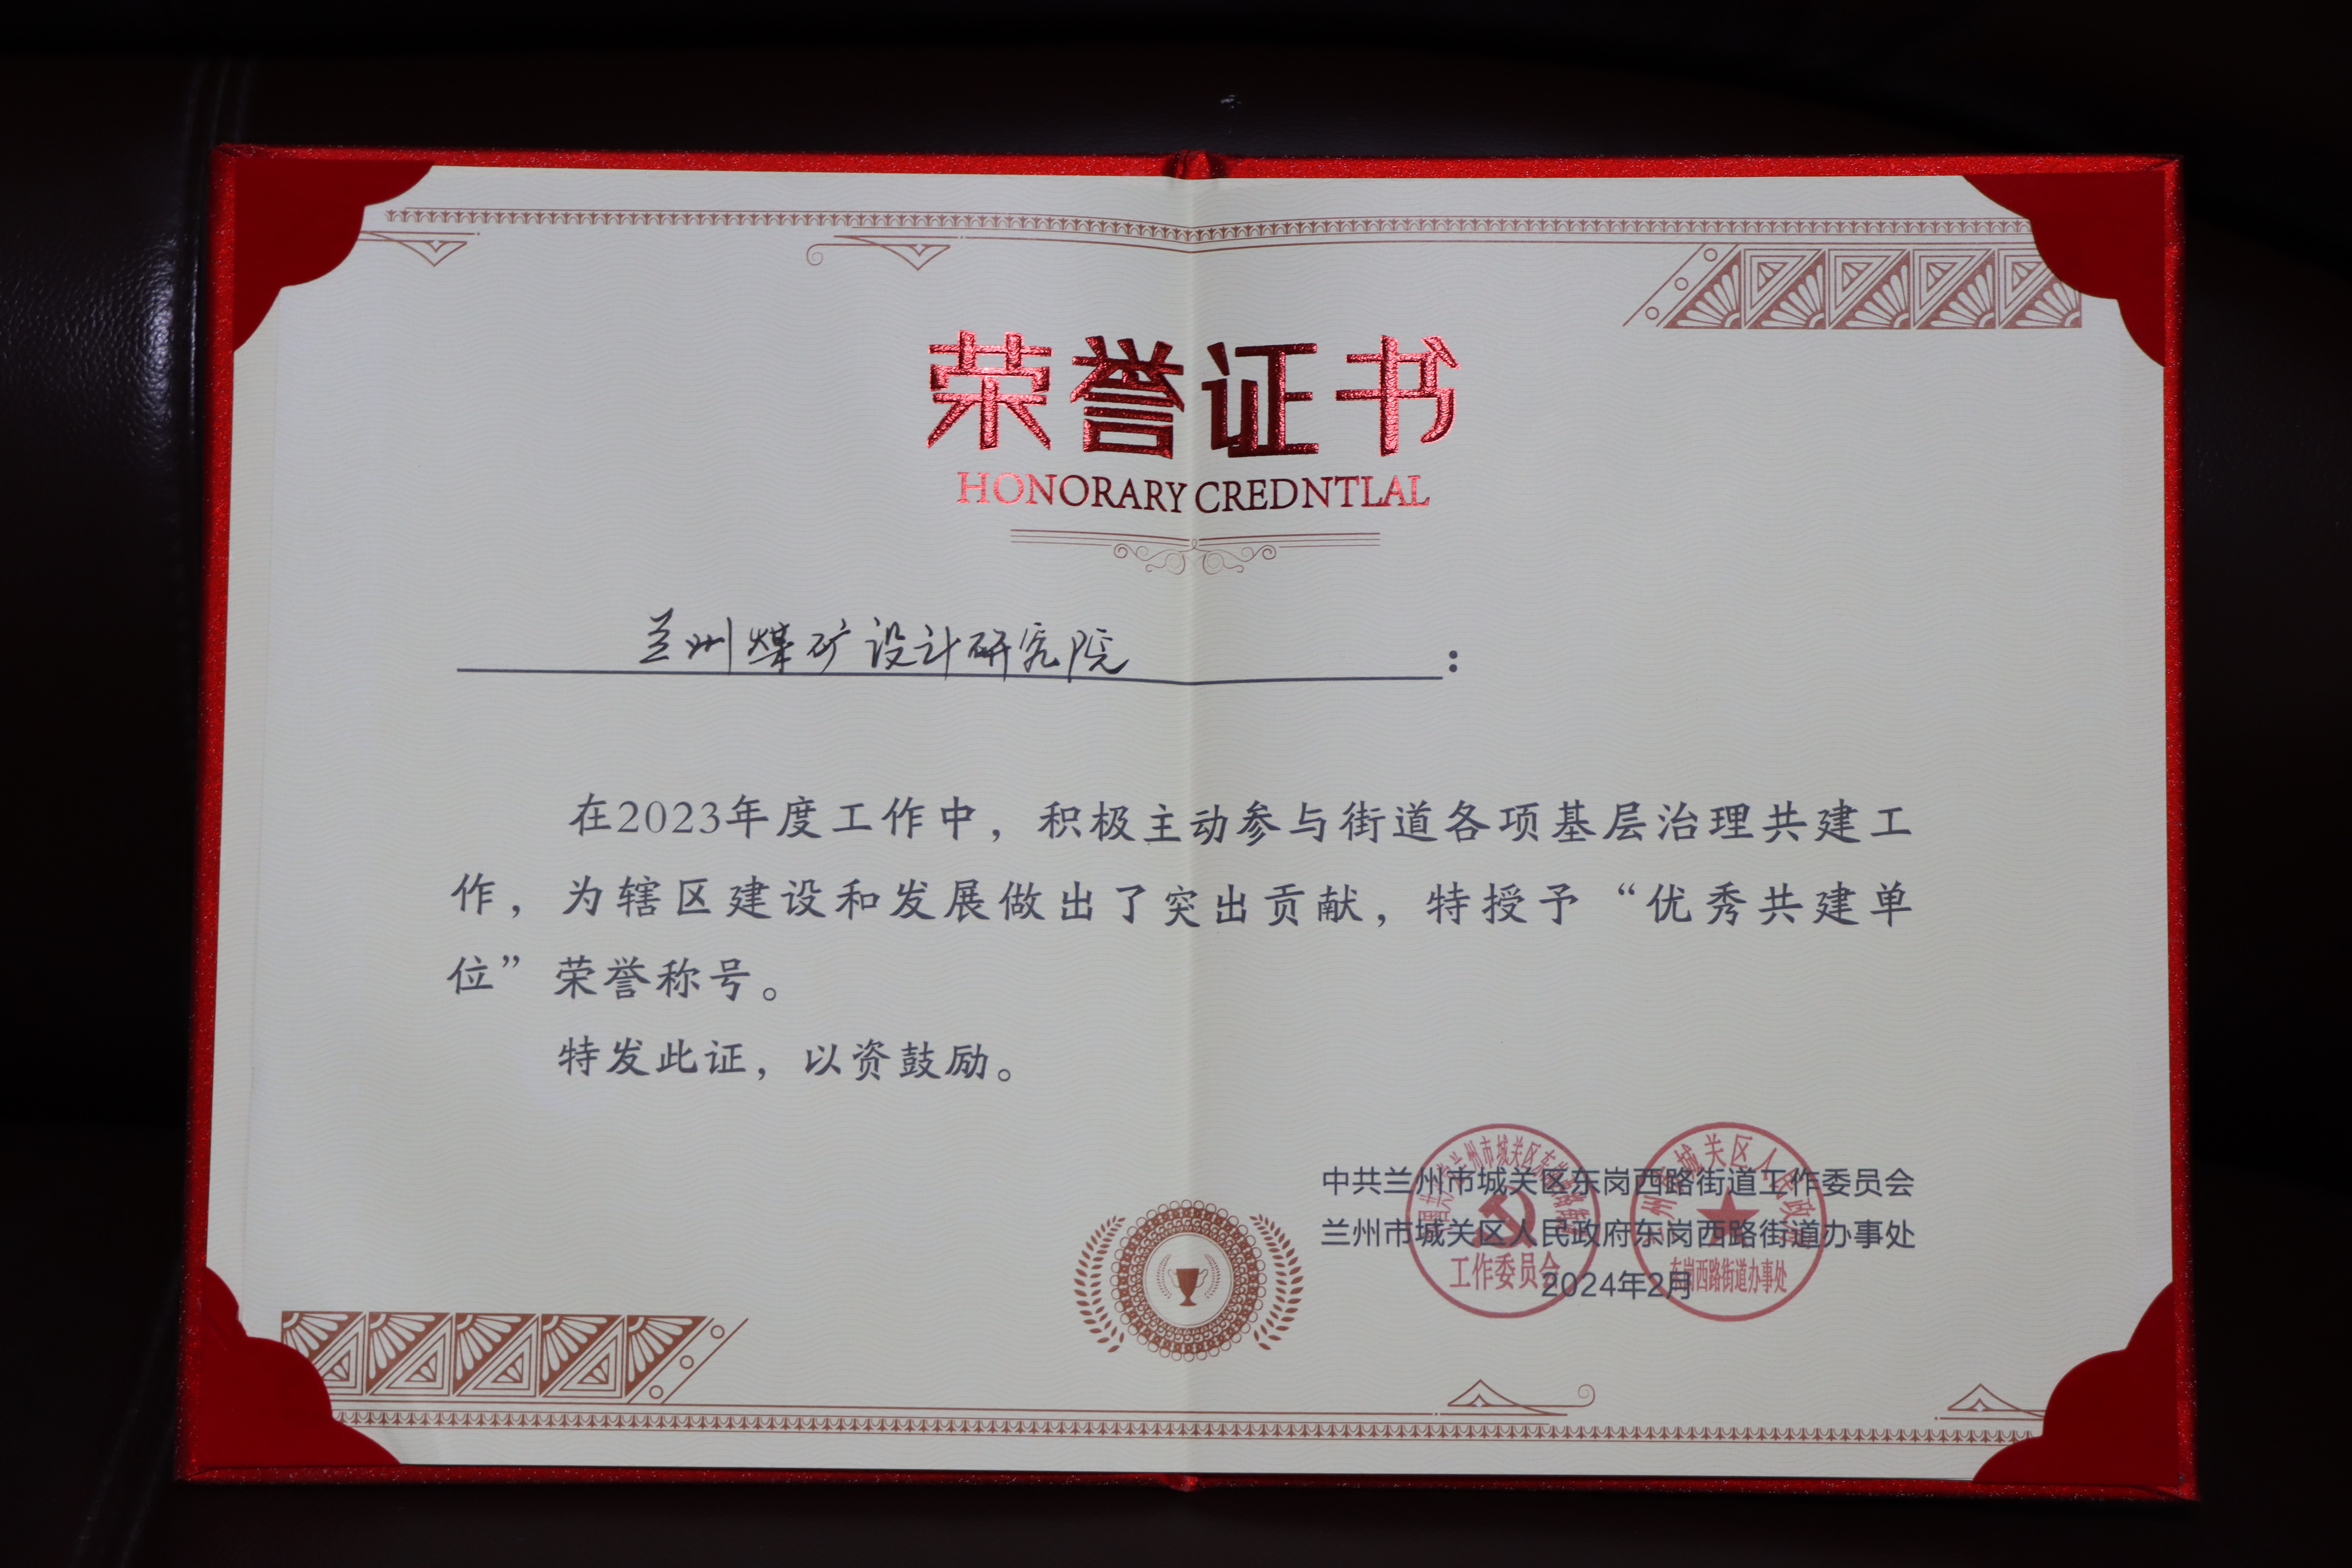 荣誉证书
HONORARY CREDNTLAL
兰州煤矿设计研究院:
在2023年度工作中，积极主动参与街道各项基层治理共建工
作，为辖区建设和发展做出了突出贡献，特授予“优秀共建单
位”荣誉称号。
特发此证，以资鼓励。
中共兰州市城关区东岗西路街道工作委员会
兰州市城关区人民政府东岗西路街道办事处
2024年2月
工作委员会
东岗西路街道办事处